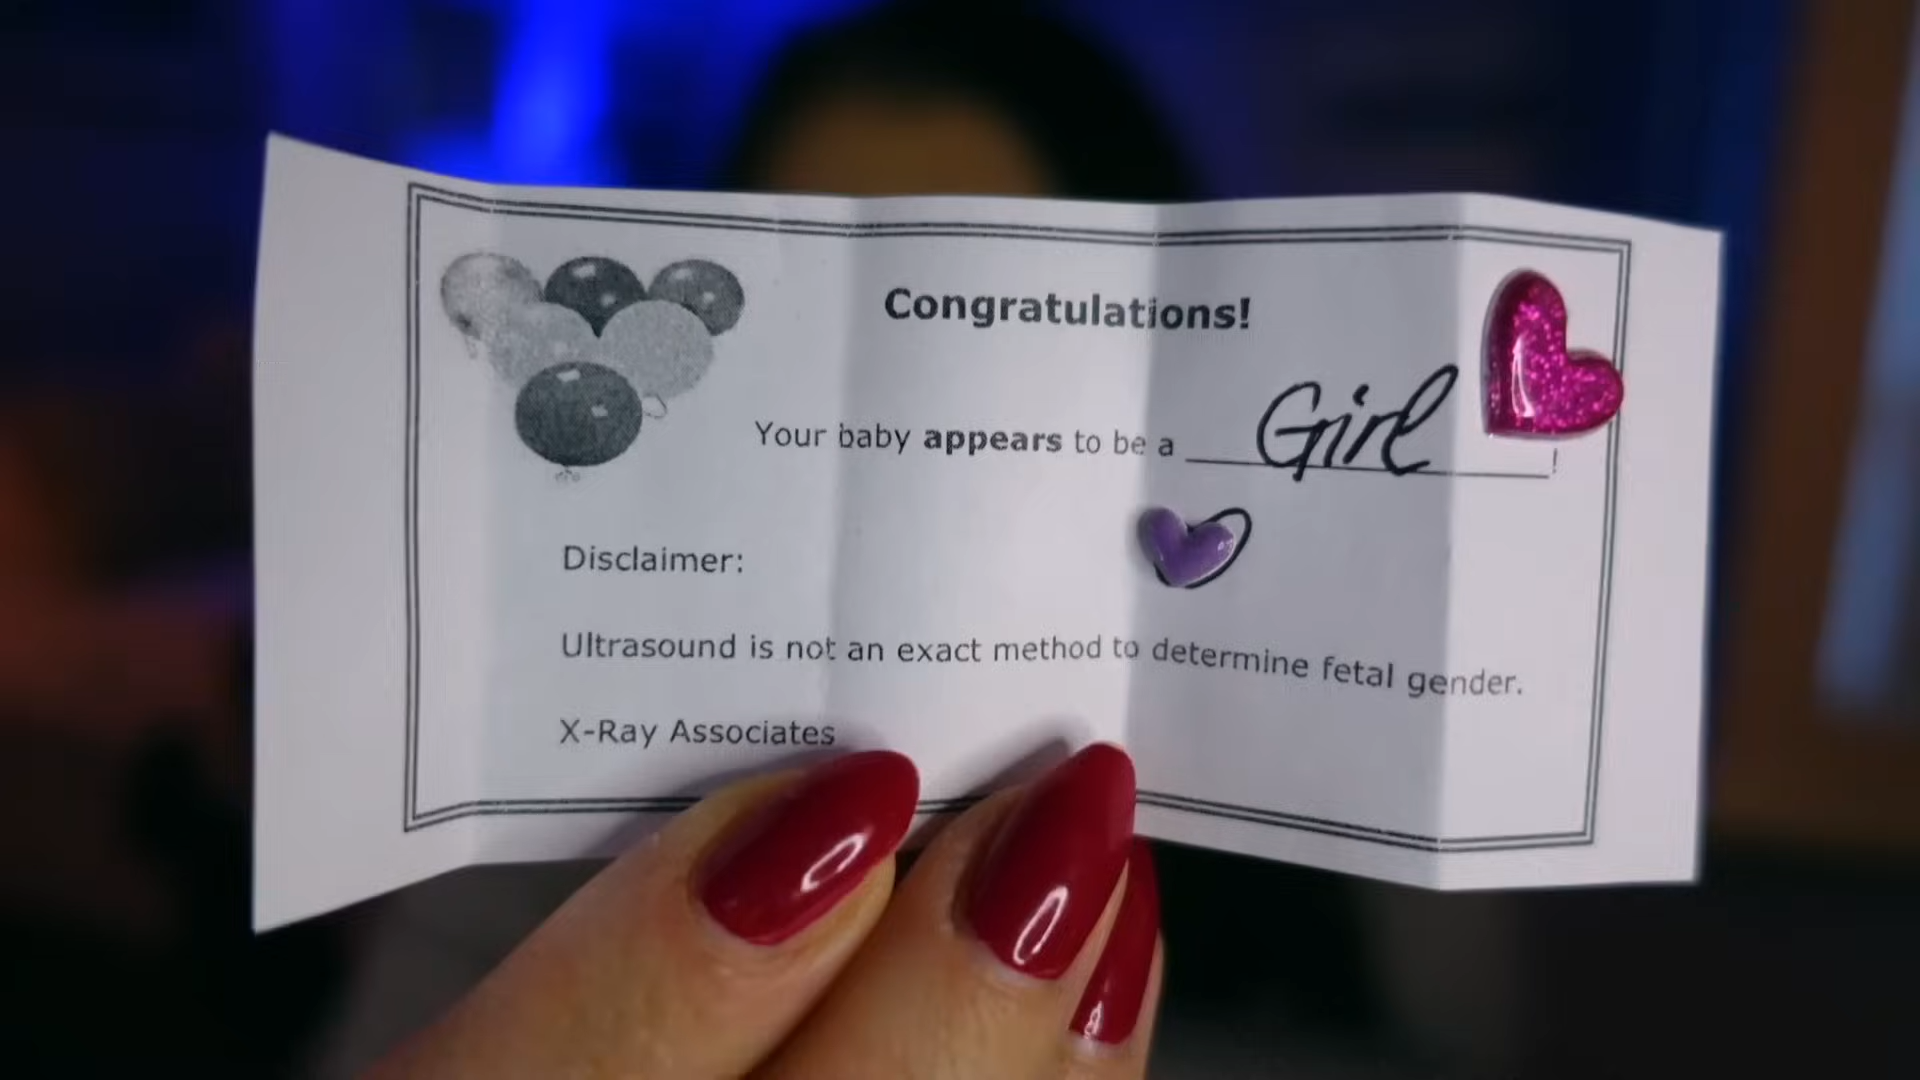 Congratulations!
Your baby appears to be a Girl!
Disclaimer:
Ultrasound is not an exact method to determine fetal gender.
X-Ray Associates